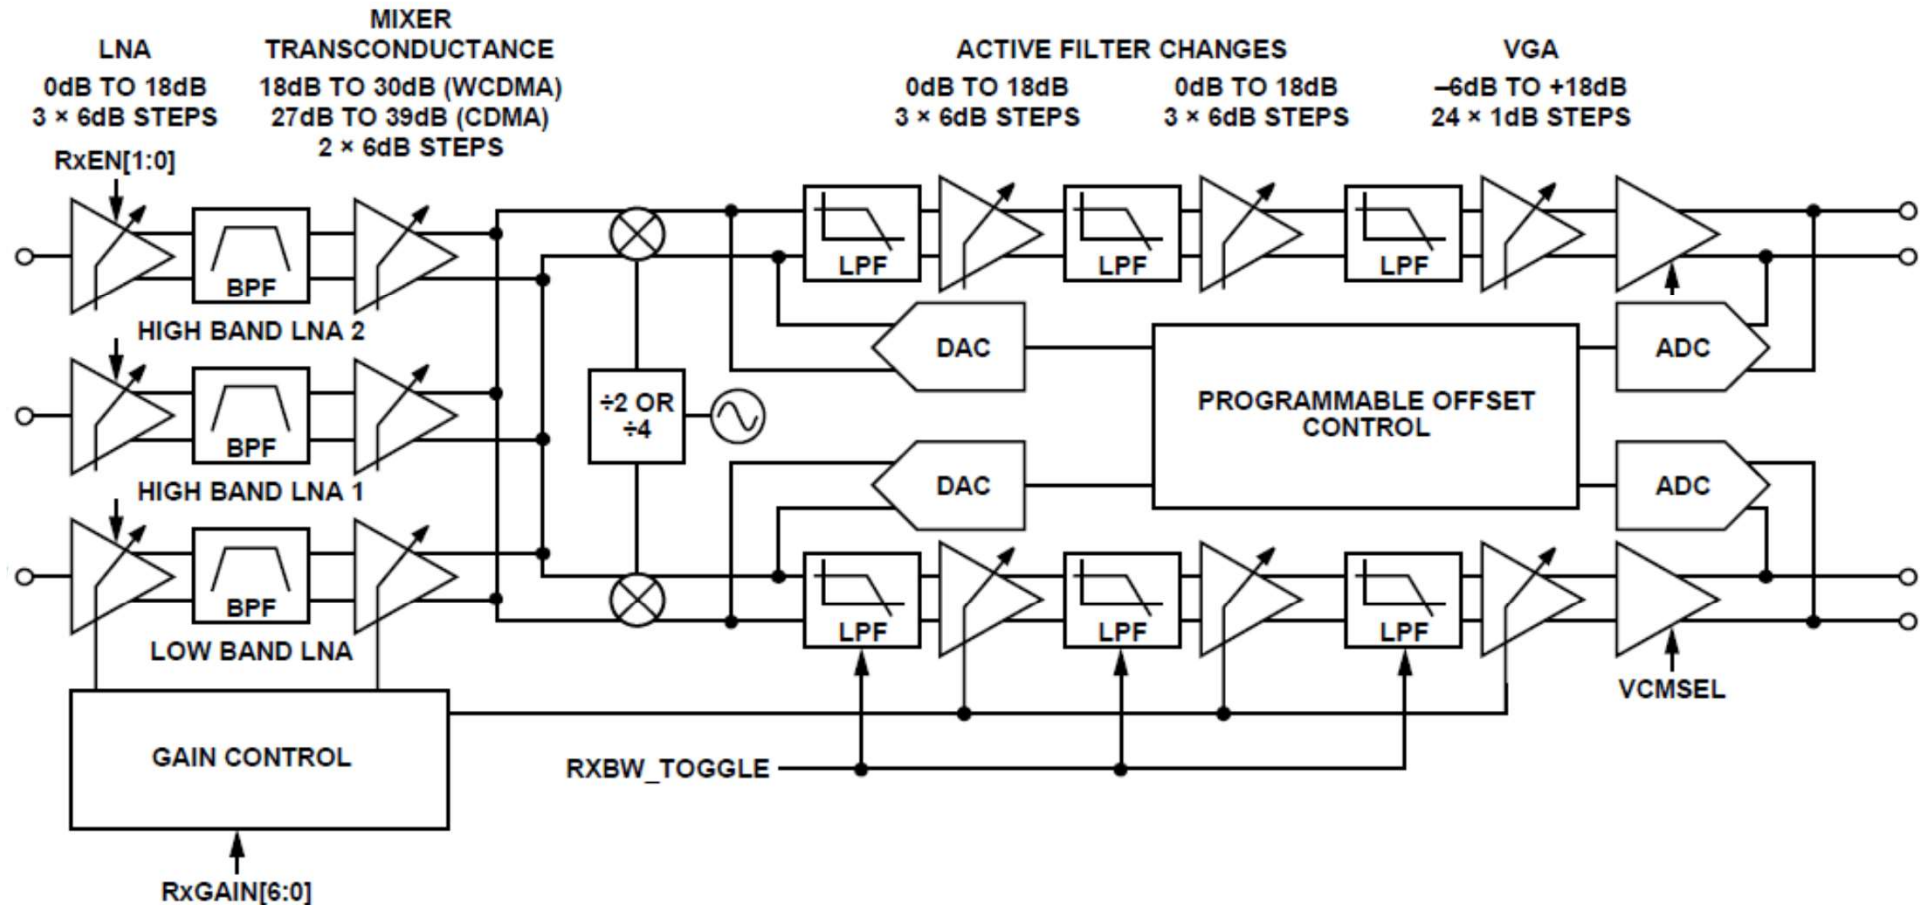 MIXER
LNA
TRANSCONDUCTANCE
ACTIVE FILTER CHANGES
VGA
0dB TO 18dB
18dB TO 30dB (WCDMA)
0dB TO 18dB
0dB TO 18dB
–6dB TO +18dB
3 × 6dB STEPS
27dB TO 39dB (CDMA)
3 × 6dB STEPS
3 × 6dB STEPS
24 × 1dB STEPS
2 × 6dB STEPS
RxEN[1:0]
BPF
LPF
LPF
LPF
HIGH BAND LNA 2
DAC
PROGRAMMABLE OFFSET
CONTROL
ADC
÷2 OR
÷4
BPF
HIGH BAND LNA 1
DAC
ADC
BPF
LPF
LPF
LPF
LOW BAND LNA
VCMSEL
GAIN CONTROL
RXBW_TOGGLE
RxGAIN[6:0]